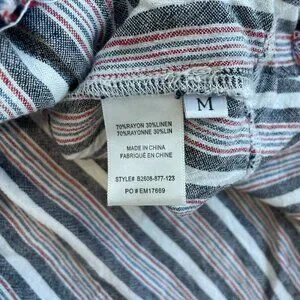 70%RAYON 30%LINEN
70%RAYONNE 30%LIN
MADE IN CHINA
FABRIQUÉ EN CHINE
STYLE# B2608-877-123
PO # EM17669
M